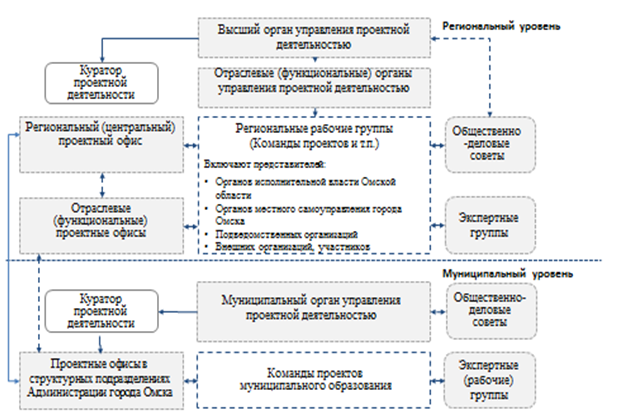 Региональный уровень
Высший орган управления проектной
деятельностью
Куратор
проектной
деятельности
Отраслевые (функциональные) органы
управления проектной деятельностью
Региональный (центральный)
проектный офис
Региональные рабочие группы
(Команды проектов и т.п.)
Включают представителей:
• Органов исполнительной власти Омской
области
• Органов местного самоуправления города
Омска
• Подведомственных организаций
• Внешних организаций, участников
Общественно
-деловые
советы
Отраслевые
(функциональные)
проектные офисы
Экспертные
группы
Муниципальный уровень
Куратор
проектной
деятельности
Муниципальный орган управления
проектной деятельностью
Общественно-
деловые
советы
Проектные офисы в
структурных подразделениях
Администрации города Омска
Команды проектов
муниципального образования
Экспертные
(рабочие)
группы